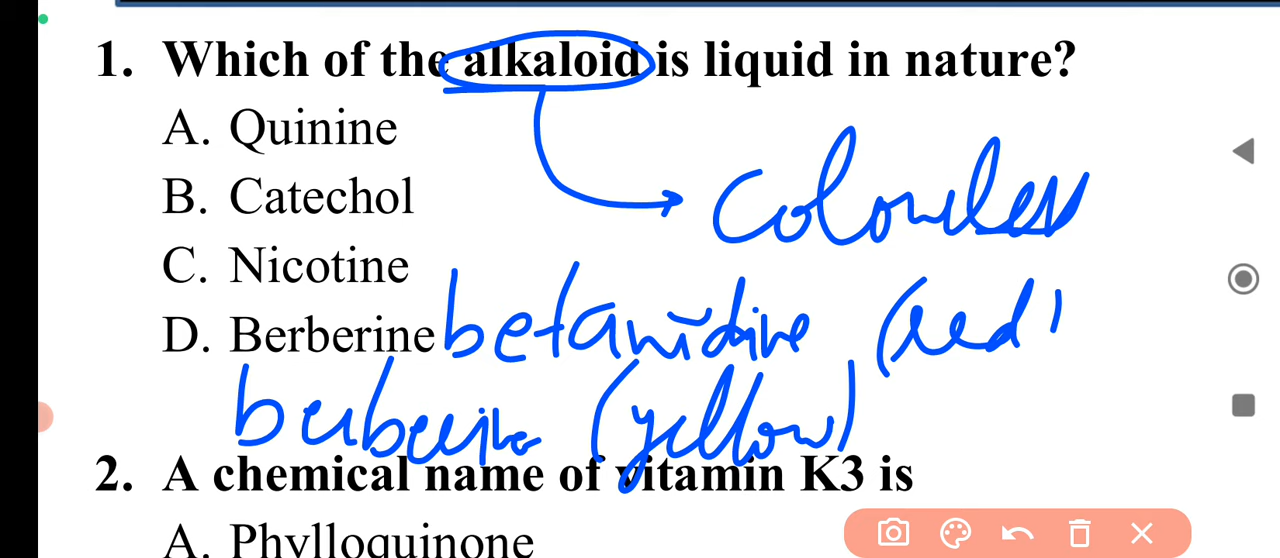 1. Which of the alkaloid is liquid in nature?
A. Quinine
B. Catechol
colourless
C. Nicotine
D. Berberine betanidine (red)
berberine (yellow)
2. A chemical name of vitamin K3 is
A. Phylloquinone